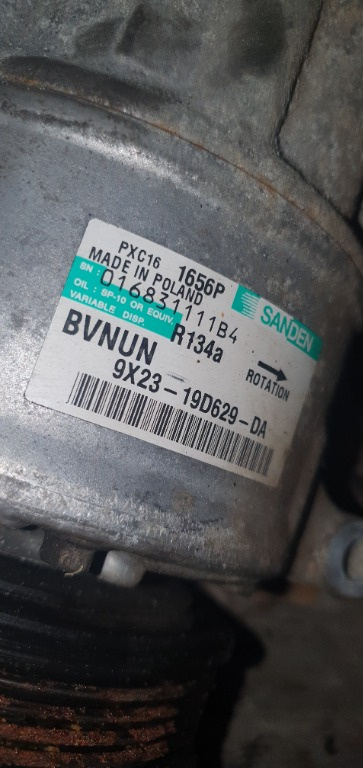 PXC16 1656P SANDEN
MADE IN POLAND
SN : 016831111B4
OIL : SP-10 OR EQUIV. R134a
VARIABLE DISP.
BVNUN ROTATION
9X23-19D629-DA